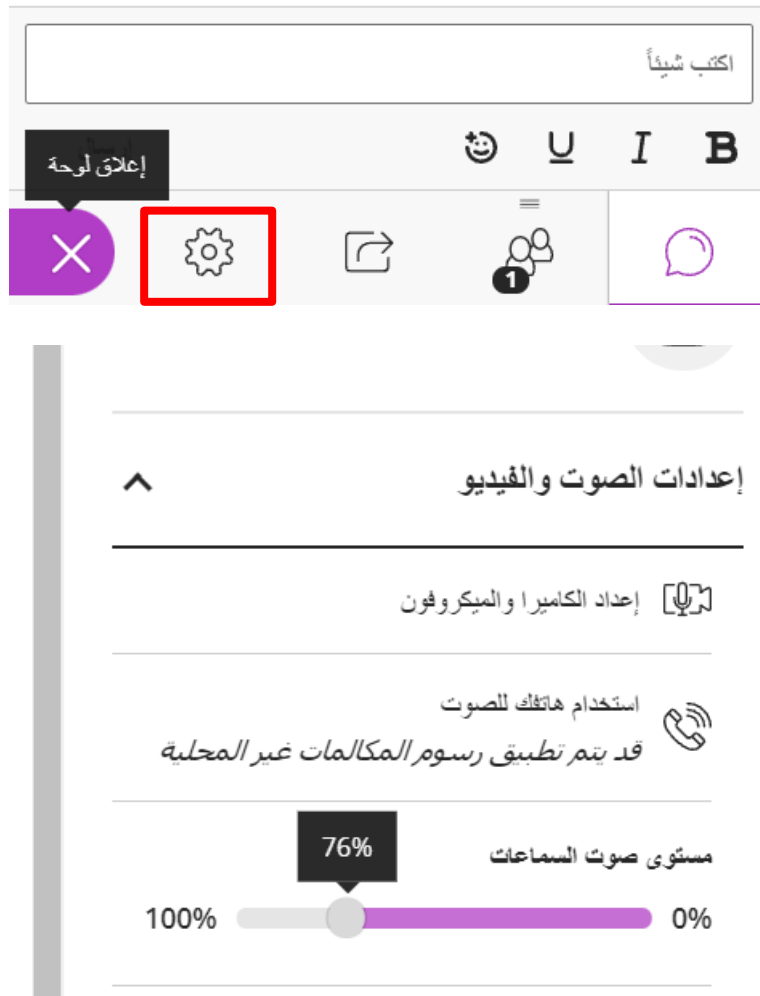 اكتب شيئاً
B I U
إغلاق لوحة
1
إعدادات الصوت والفيديو
إعداد الكاميرا والميكروفون
استخدام هاتفك للصوت
قد يتم تطبيق رسوم المكالمات غير المحلية
مستوى صوت السماعات
76%
0% 100%